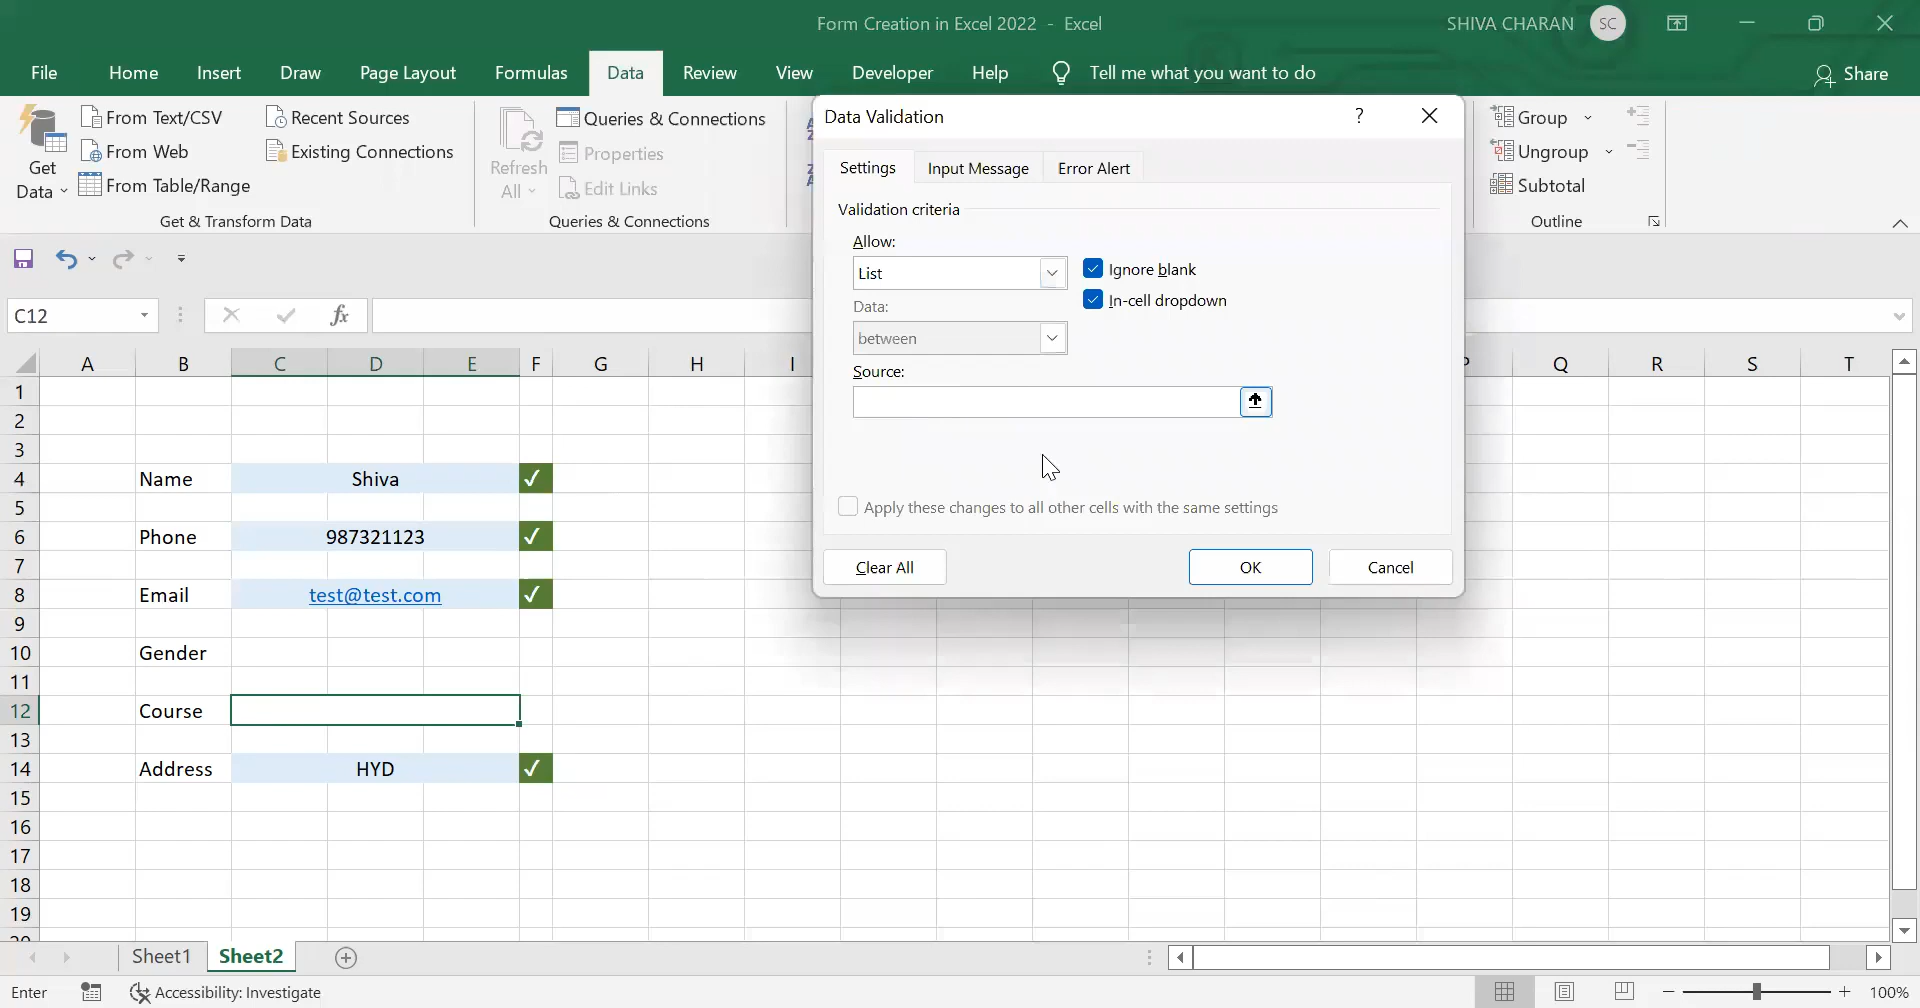 Form Creation in Excel 2022 - Excel
SHIVA CHARAN SC
File Home Insert Draw Page Layout Formulas Data Review View Developer Help Tell me what you want to do Share
From Text/CSV
From Web
From Table/Range
Get Data
Recent Sources
Existing Connections
Get & Transform Data
Refresh All
Queries & Connections
Properties
Edit Links
Queries & Connections
Group
Ungroup
Subtotal
Outline
Data Validation
?
Settings Input Message Error Alert
Validation criteria
Allow:
List
Ignore blank
In-cell dropdown
Data:
between
Source:
Apply these changes to all other cells with the same settings
Clear All OK Cancel
C12
fx
A B C D E F G H I P Q R S T
1
2
3
4 Name Shiva ✓
5
6 Phone 987321123 ✓
7
8 Email test@test.com ✓
9
10 Gender
11
12 Course
13
14 Address HYD ✓
15
16
17
18
19
Sheet1 Sheet2
Enter Accessibility: Investigate 100%